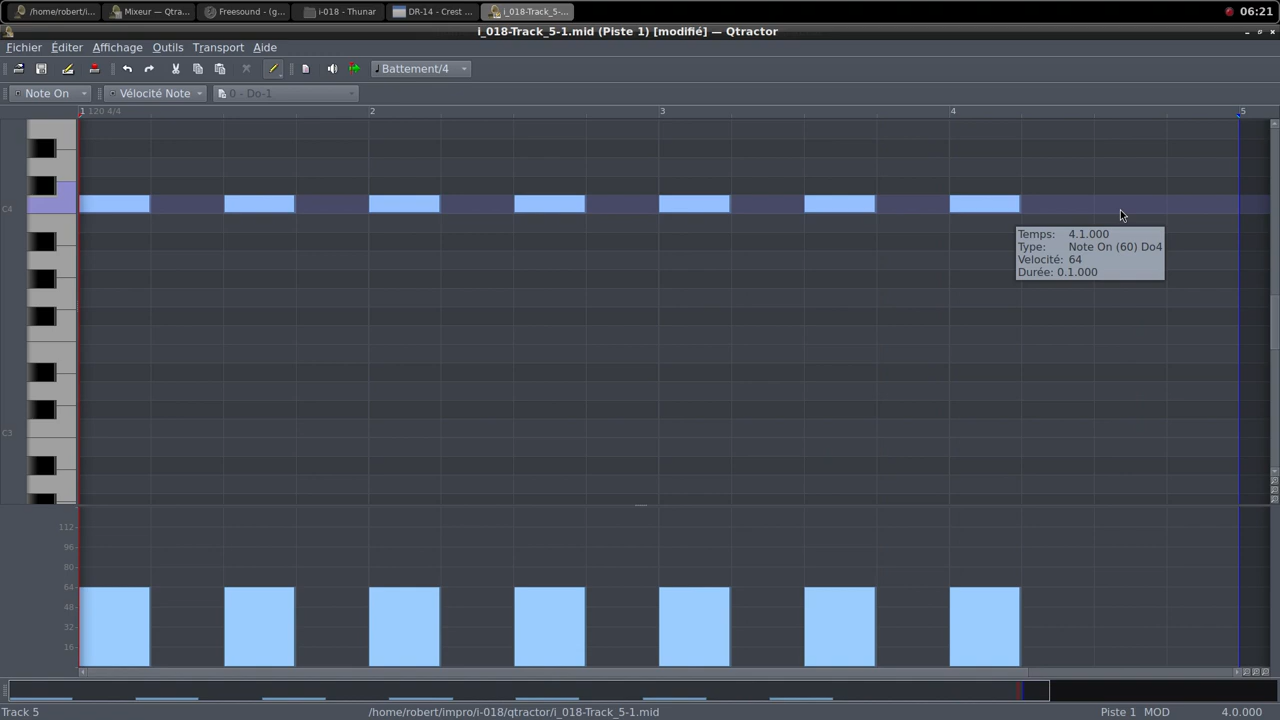 /home/robert/i... Mixeur — Qtra... Freesound - (g... i-018 - Thunar DR-14 - Crest ... i_018-Track_5-... 06:21
i_018-Track_5-1.mid (Piste 1) [modifié] — Qtractor
Fichier Éditer Affichage Outils Transport Aide
Battement/4
Note On Vélocité Note 0 - Do-1
1 120 4/4 2 3 4 5
C4
Temps: 4.1.000
Type: Note On (60) Do4
Velocité: 64
Durée: 0.1.000
C3
112
96
80
64
48
32
16
Track 5 /home/robert/impro/i-018/qtractor/i_018-Track_5-1.mid Piste 1 MOD 4.0.000